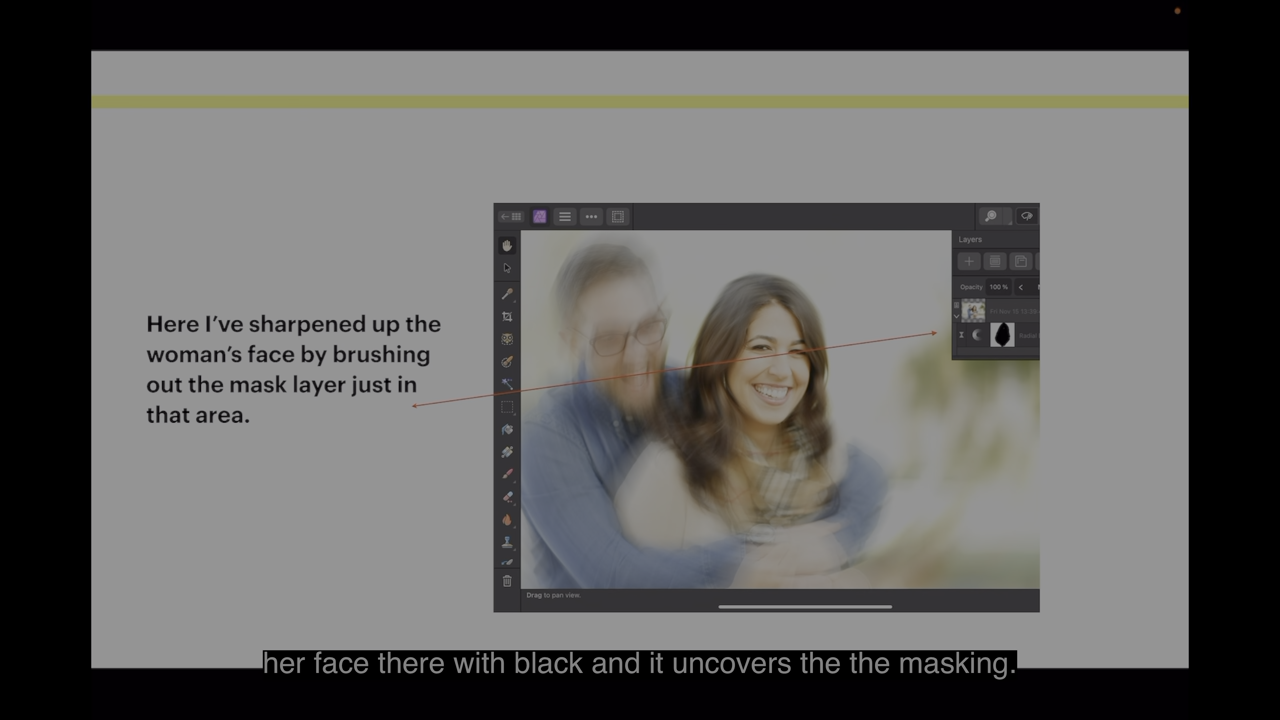 Layers
Opacity 100 %
Here I've sharpened up the
woman's face by brushing
out the mask layer just in
that area.
Drag to pan view.
her face there with black and it uncovers the the masking.